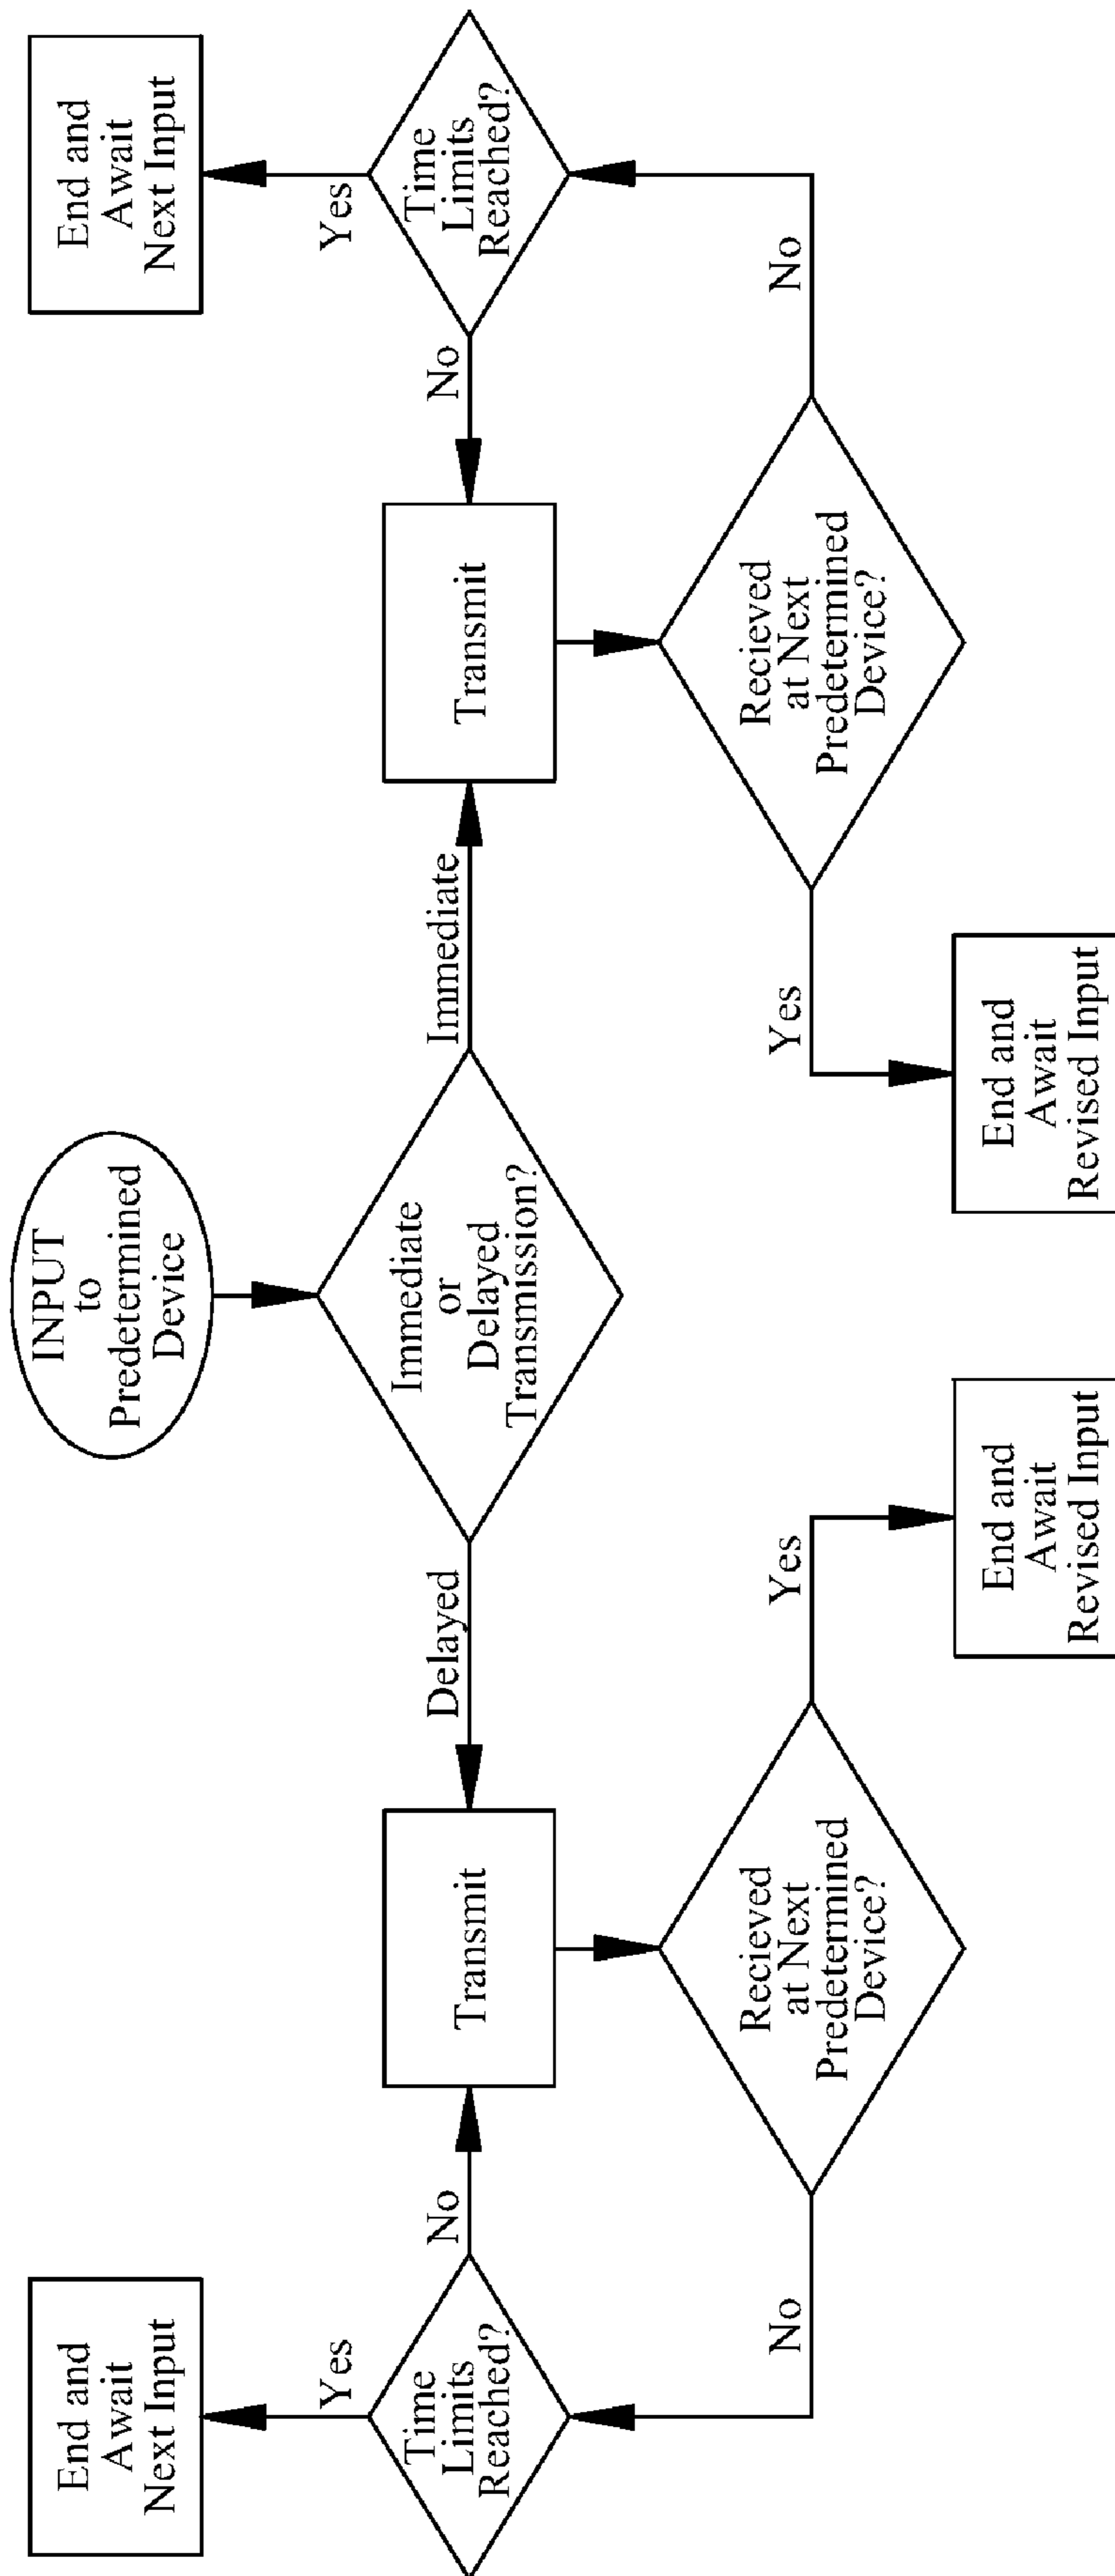 INPUT
to
Predetermined
Device
Immediate
or
Delayed
Transmission?
Delayed
Immediate
End and
Await
Next Input
Yes
Time
Limits
Reached?
No
Transmit
Recieved
at Next
Predetermined
Device?
No
Yes
End and
Await
Revised Input
Transmit
No
Time
Limits
Reached?
Yes
End and
Await
Next Input
Recieved
at Next
Predetermined
Device?
Yes
No
End and
Await
Revised Input